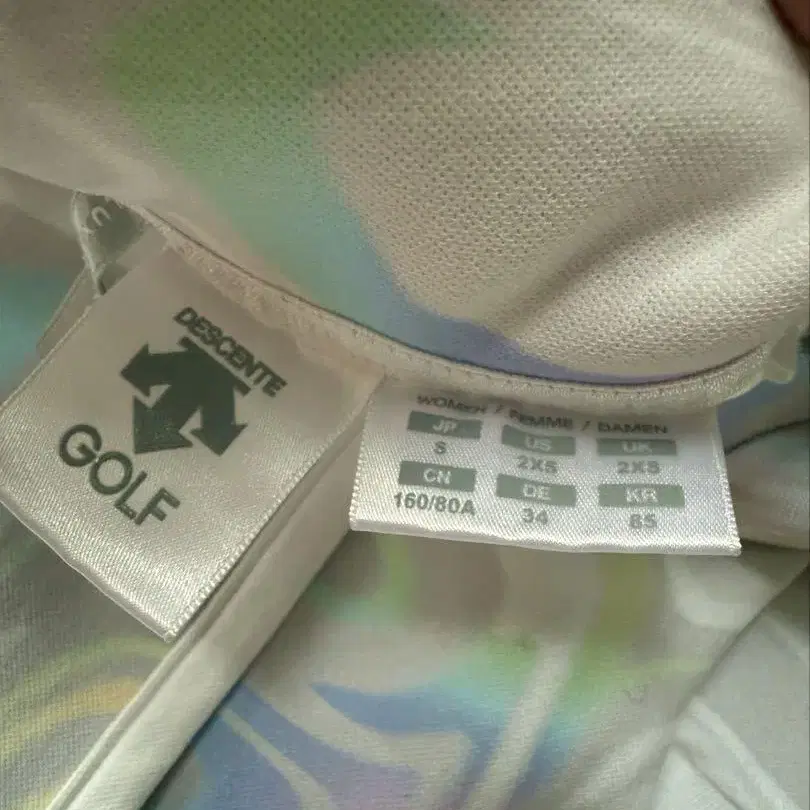 DESCENTE
GOLF
WOMEN / FEMME / DAMEN
JP US UK
S 2XS 2XS
CN DE KR
160/80A 34 85